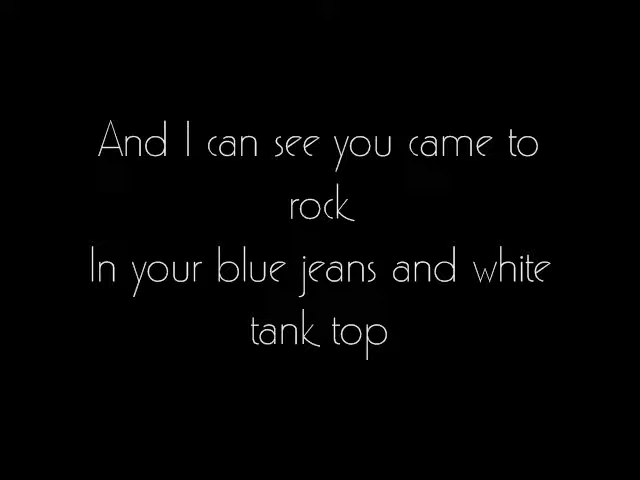 And I can see you came to
rock
In your blue jeans and white
tank top